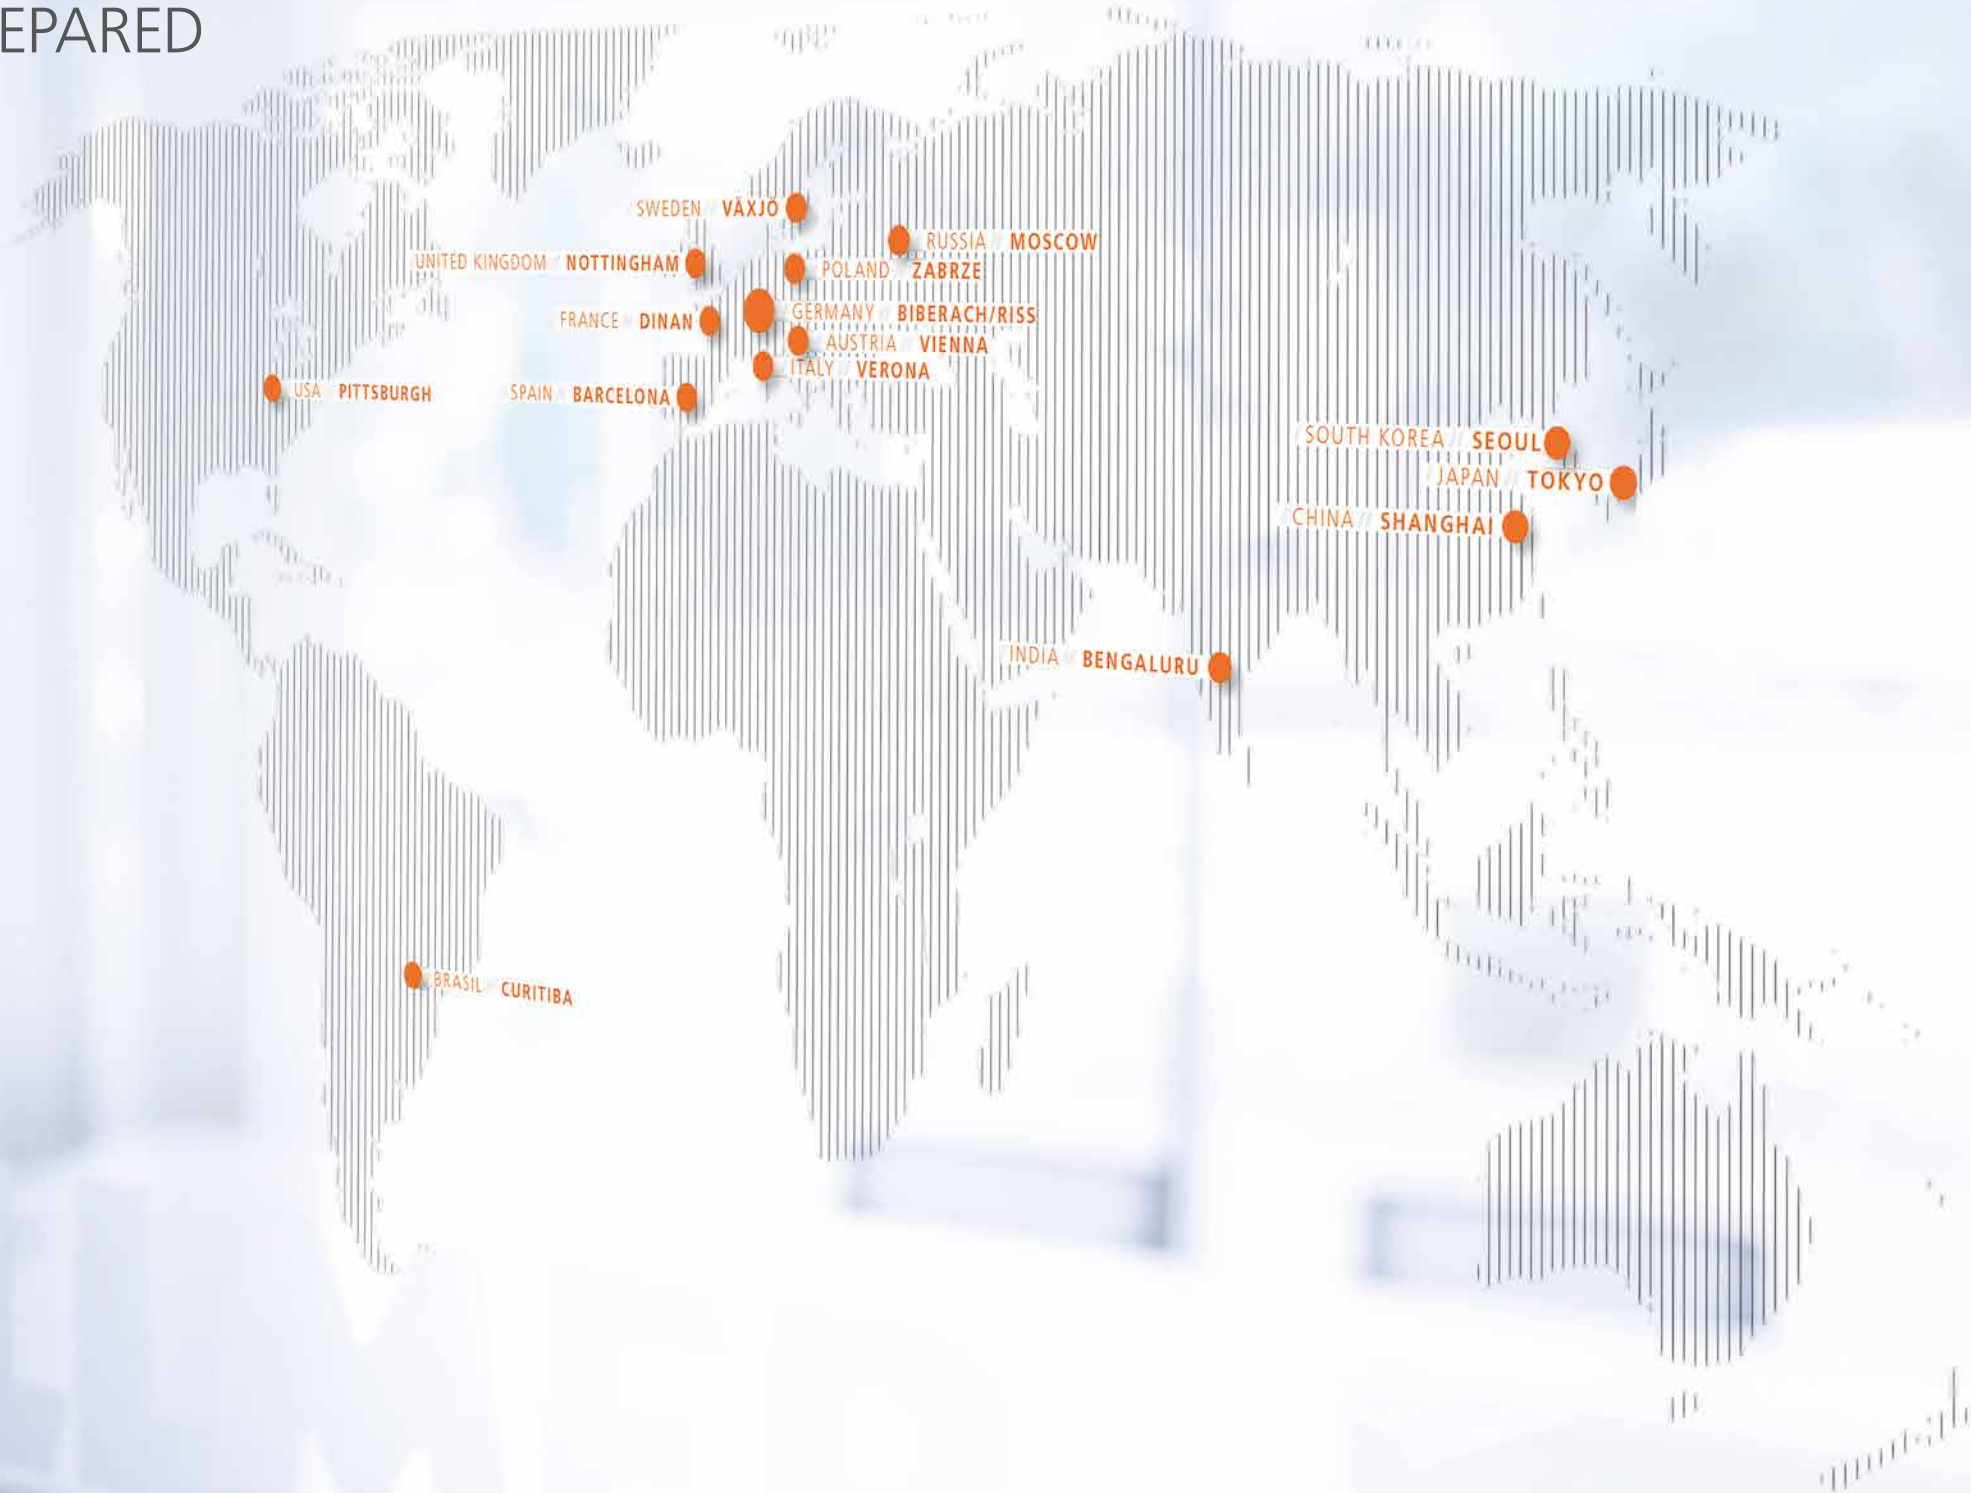 EPARED
SWEDEN // VÄXJÖ
RUSSIA // MOSCOW
UNITED KINGDOM // NOTTINGHAM
POLAND // ZABRZE
GERMANY // BIBERACH/RISS
FRANCE // DINAN
AUSTRIA // VIENNA
ITALY // VERONA
USA // PITTSBURGH
SPAIN // BARCELONA
SOUTH KOREA // SEOUL
JAPAN // TOKYO
CHINA // SHANGHAI
INDIA // BENGALURU
BRASIL // CURITIBA